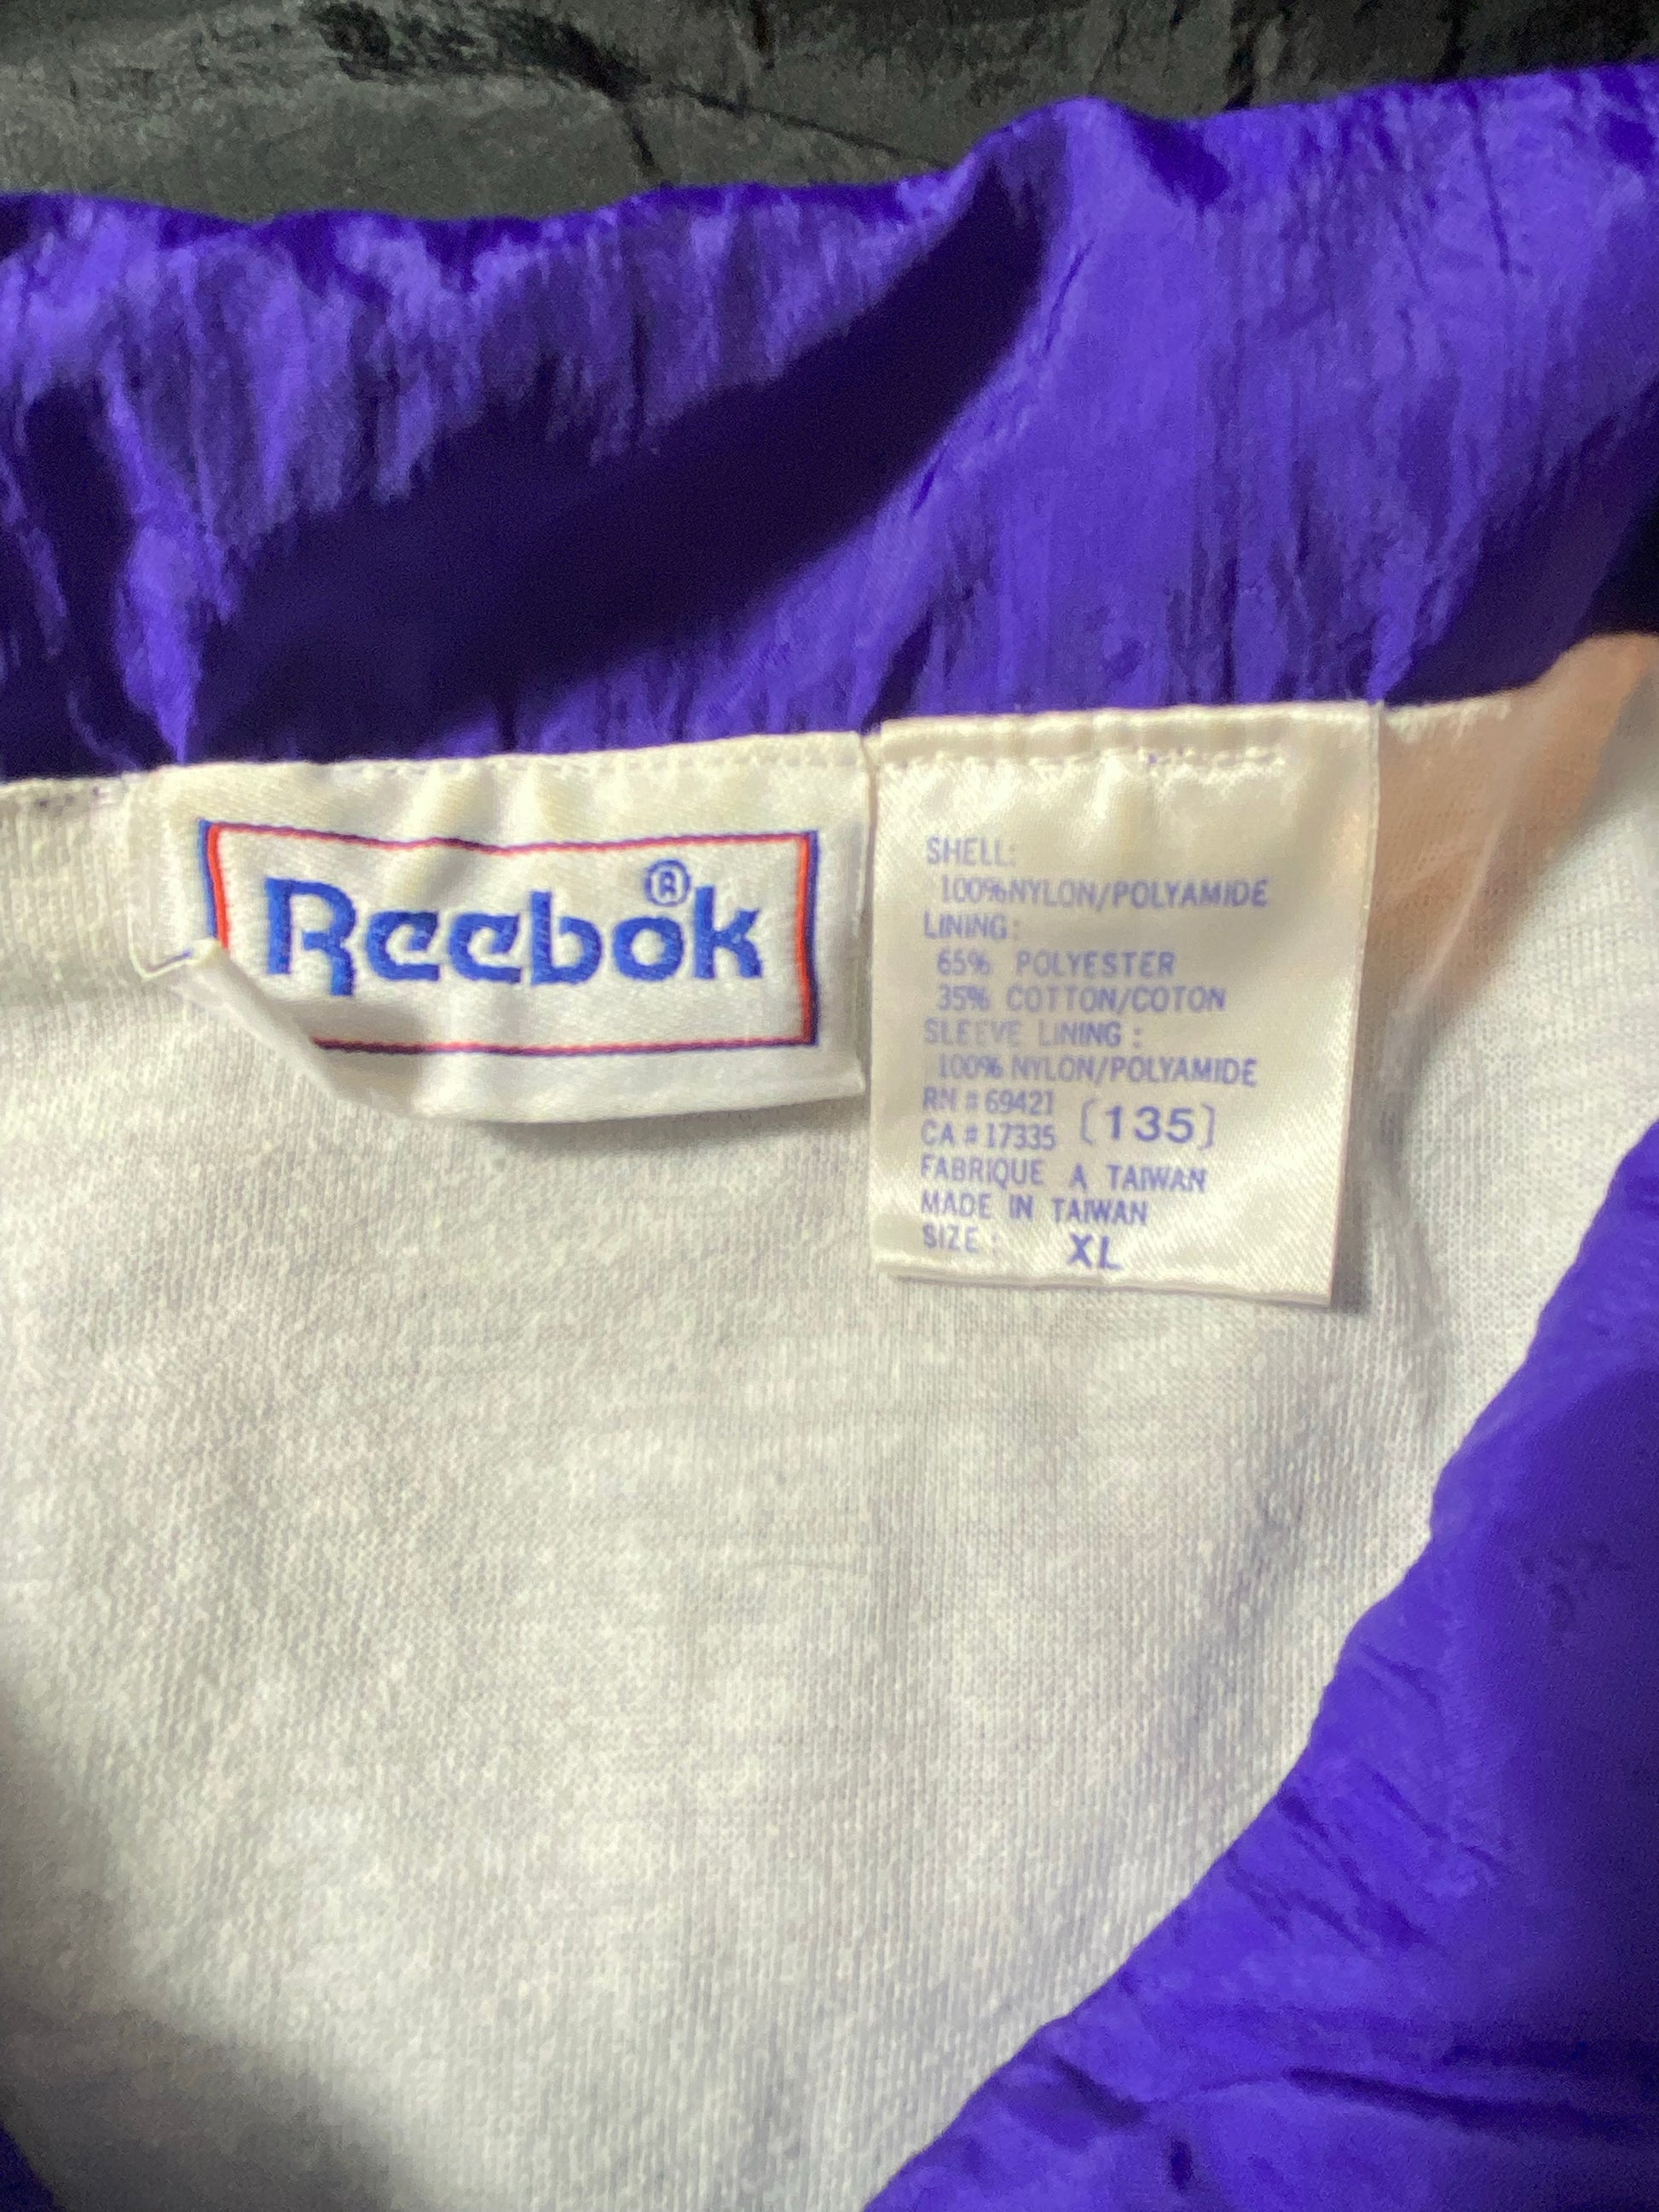 Reebok®
SHELL:
100%NYLON/POLYAMIDE
LINING:
65% POLYESTER
35% COTTON/COTON
SLEEVE LINING:
100% NYLON/POLYAMIDE
RN # 69421
CA # 17335 [135]
FABRIQUE A TAIWAN
MADE IN TAIWAN
SIZE: XL